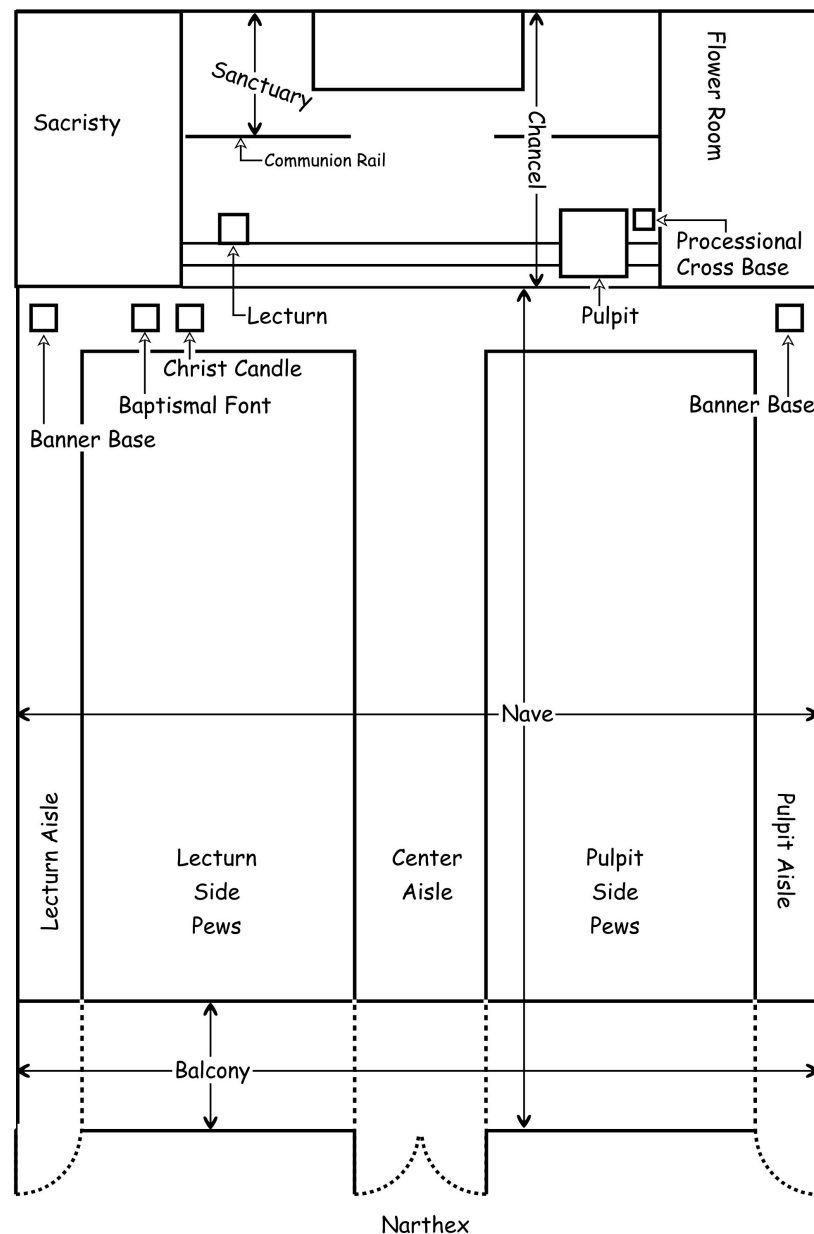 Sanctuary
Flower Room
Sacristy
Chancel
Communion Rail
Processional
Cross Base
Lecturn
Pulpit
Christ Candle
Baptismal Font
Banner Base
Banner Base
Nave
Lecturn Aisle
Lecturn
Side
Pews
Center
Aisle
Pulpit
Side
Pews
Pulpit Aisle
Balcony
Narthex